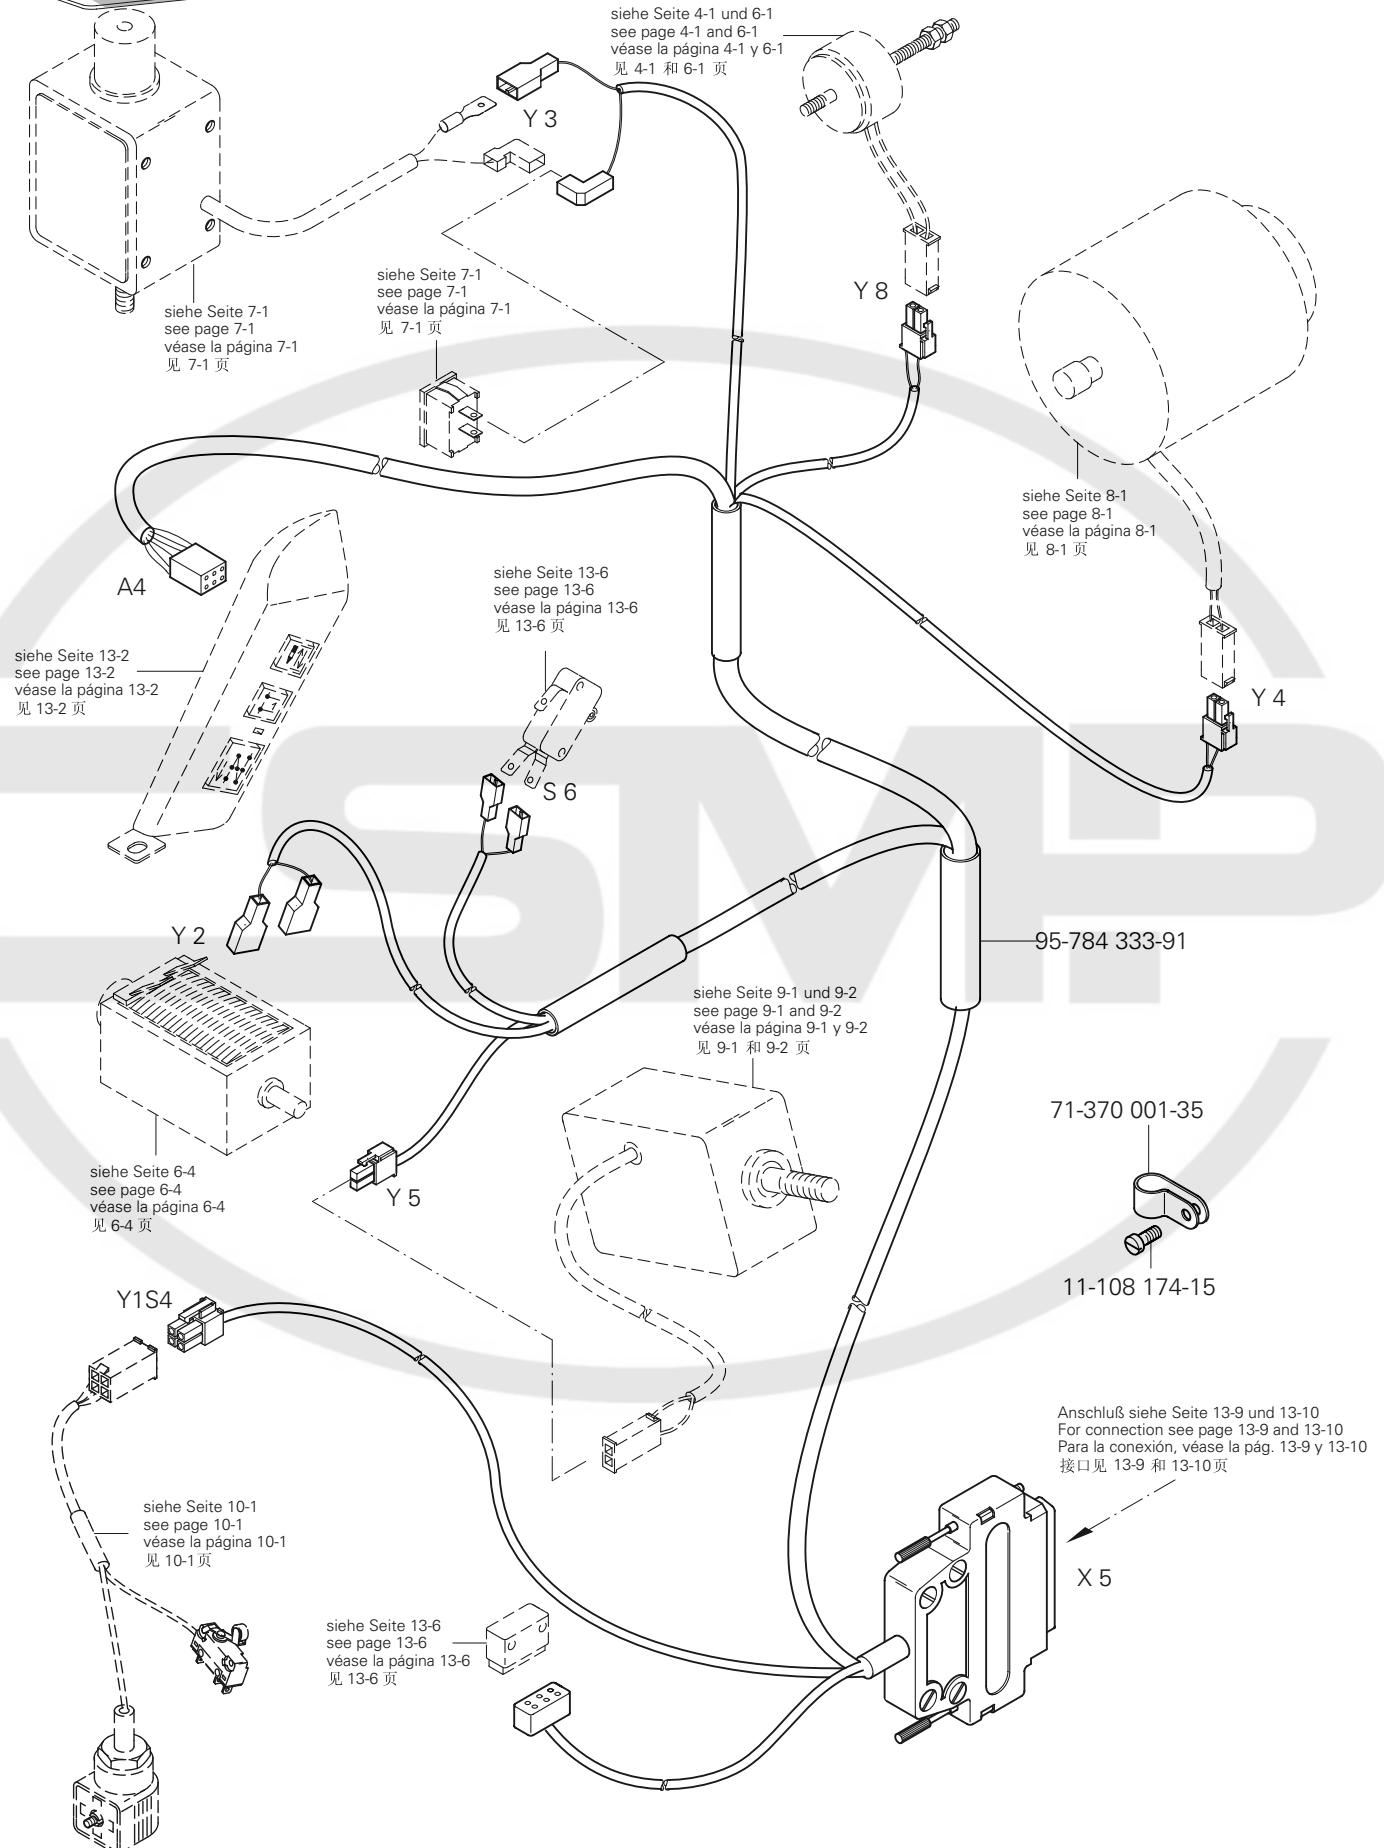 siehe Seite 4-1 und 6-1
see page 4-1 and 6-1
véase la página 4-1 y 6-1
见 4-1 和 6-1 页
Y 3
Y 8
siehe Seite 7-1
see page 7-1
véase la página 7-1
见 7-1 页
siehe Seite 7-1
see page 7-1
véase la página 7-1
见 7-1 页
siehe Seite 8-1
see page 8-1
véase la página 8-1
见 8-1 页
A4
siehe Seite 13-6
see page 13-6
véase la página 13-6
见 13-6 页
siehe Seite 13-2
see page 13-2
véase la página 13-2
见 13-2 页
Y 4
S 6
Y 2
95-784 333-91
siehe Seite 9-1 und 9-2
see page 9-1 and 9-2
véase la página 9-1 y 9-2
见 9-1 和 9-2 页
71-370 001-35
siehe Seite 6-4
see page 6-4
véase la página 6-4
见 6-4 页
Y 5
11-108 174-15
Y1S4
Anschluß siehe Seite 13-9 und 13-10
For connection see page 13-9 and 13-10
Para la conexión, véase la pág. 13-9 y 13-10
接口见 13-9 和 13-10页
siehe Seite 10-1
see page 10-1
véase la página 10-1
见 10-1页
X 5
siehe Seite 13-6
see page 13-6
véase la página 13-6
见 13-6 页
SMP